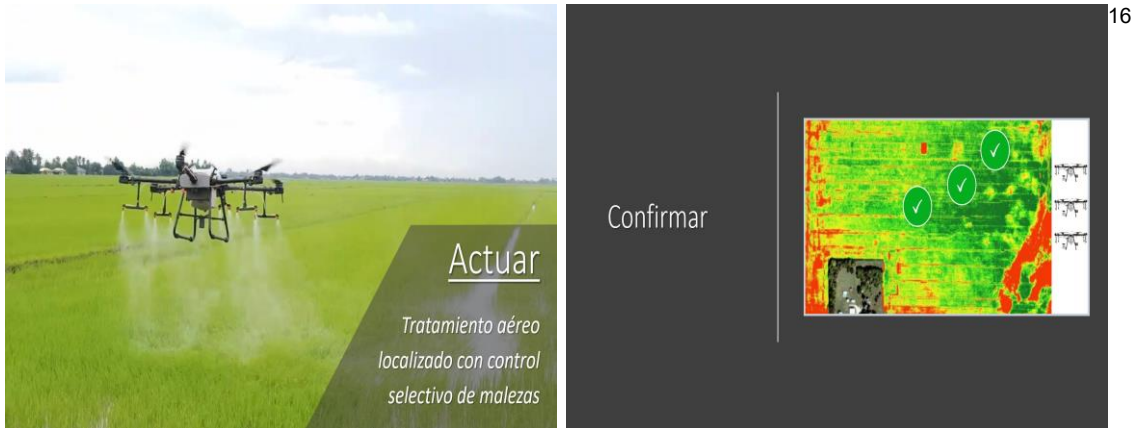 16
Actuar
Tratamiento aéreo
localizado con control
selectivo de malezas
Confirmar